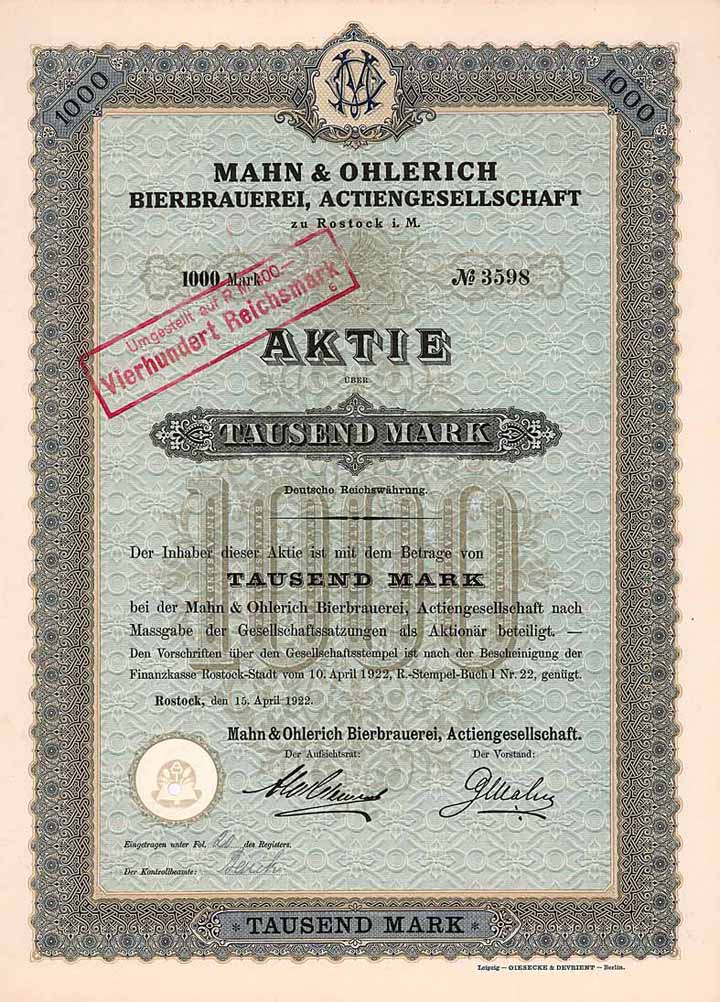 1000
1000
MAHN & OHLERICH
BIERBRAUEREI, ACTIENGESELLSCHAFT
zu Rostock i. M.
1000 Mark
№ 3598
Umgestellt auf R.M.400.—
Vierhundert Reichsmark
6
AKTIE
ÜBER
TAUSEND MARK
Deutsche Reichswährung.
1000
Der Inhaber dieser Aktie ist mit dem Betrage von
TAUSEND MARK
bei der Mahn & Ohlerich Bierbrauerei, Actiengesellschaft nach
Massgabe der Gesellschaftssatzungen als Aktionär beteiligt. —
Den Vorschriften über den Gesellschaftsstempel ist nach der Bescheinigung der
Finanzkasse Rostock-Stadt vom 10. April 1922, R.-Stempel-Buch I Nr. 22, genügt.
Rostock, den 15. April 1922.
Mahn & Ohlerich Bierbrauerei, Actiengesellschaft.
Der Aufsichtsrat:
Der Vorstand:
Eingetragen unter Fol. 20 des Registers.
Der Kontrollbeamte:
* TAUSEND MARK *
Leipzig — GIESECKE & DEVRIENT — Berlin.